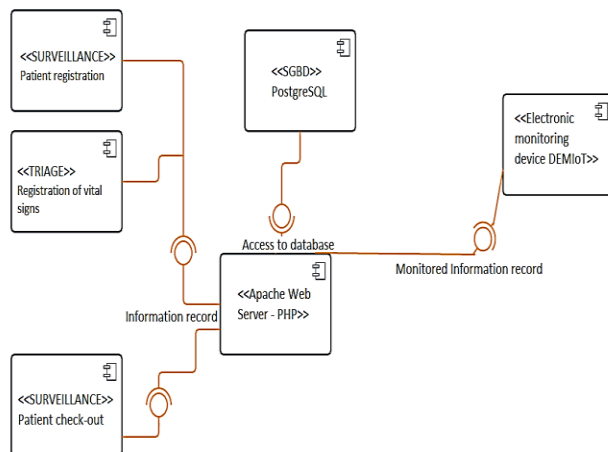 <<SURVEILLANCE>>
Patient registration
<<SGBD>>
PostgreSQL
<<Electronic
monitoring
device DEMIoT>>
<<TRIAGE>>
Registration of vital
signs
Access to database
Monitored Information record
<<Apache Web
Server - PHP>>
Information record
<<SURVEILLANCE>>
Patient check-out